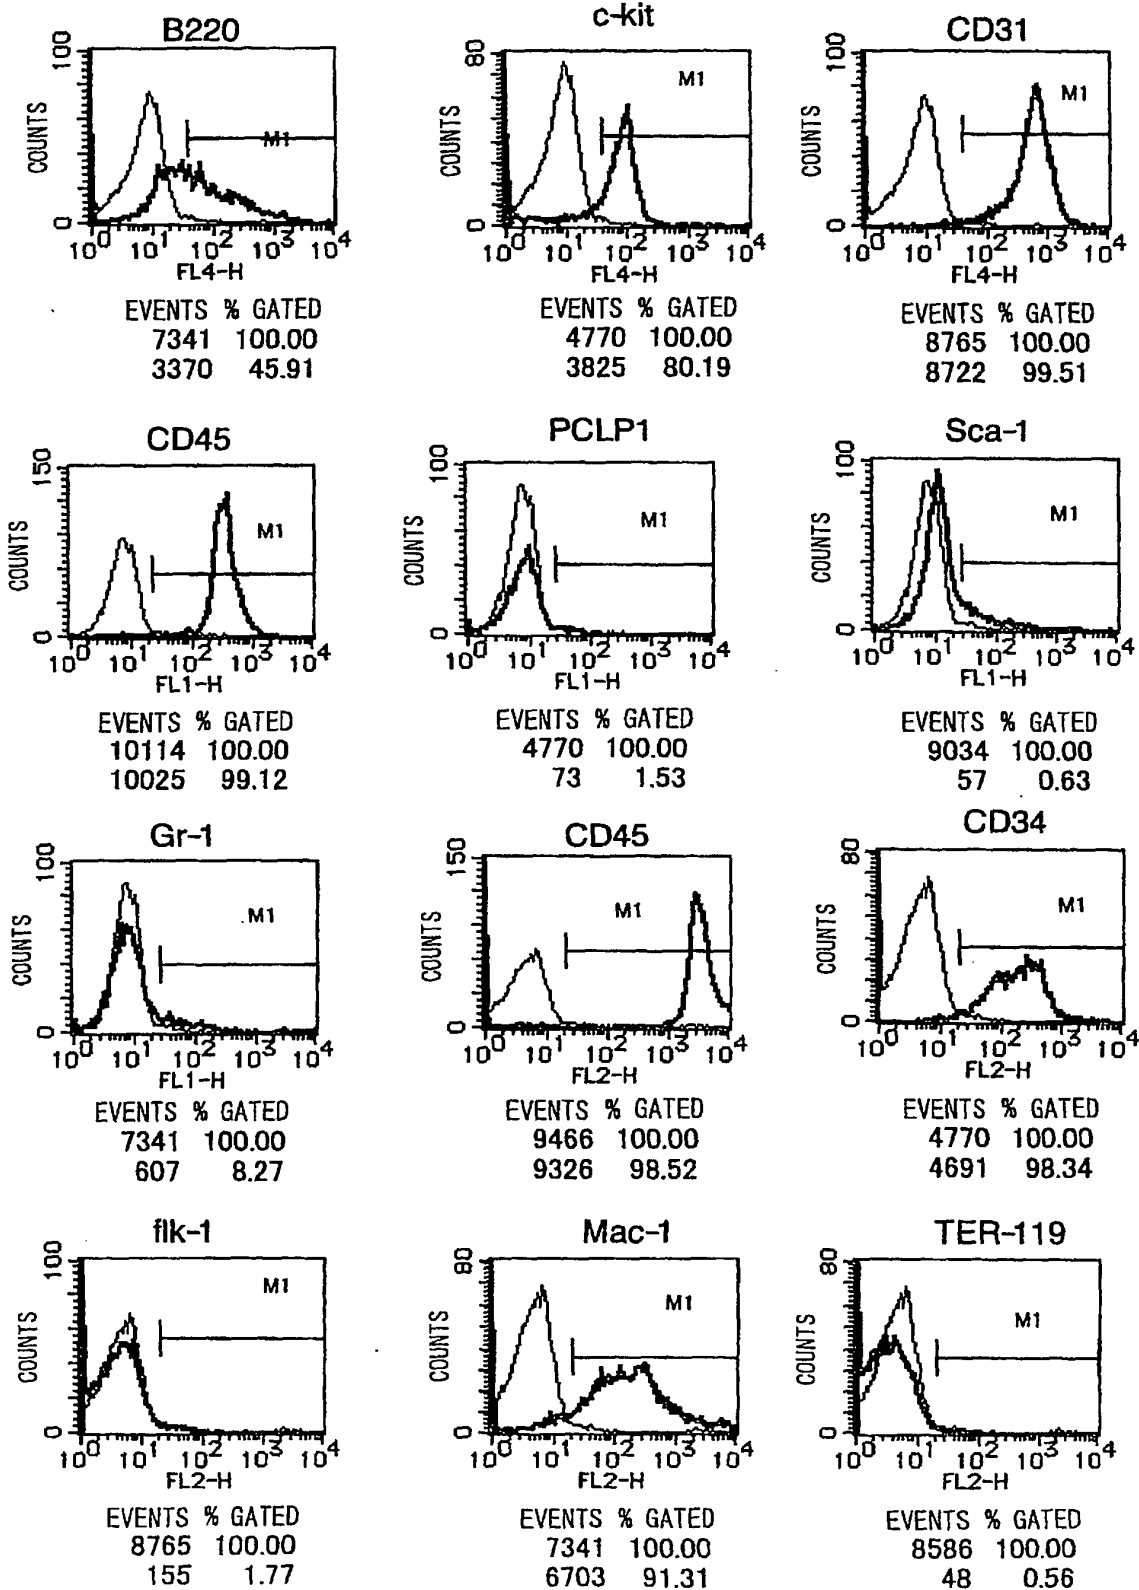 B220
100
COUNTS
M1
0
10^0 10^1 10^2 10^3 10^4
FL4-H
EVENTS % GATED
7341 100.00
3370 45.91
c-kit
80
COUNTS
M1
0
10^0 10^1 10^2 10^3 10^4
FL4-H
EVENTS % GATED
4770 100.00
3825 80.19
CD31
100
COUNTS
M1
0
10^0 10^1 10^2 10^3 10^4
FL4-H
EVENTS % GATED
8765 100.00
8722 99.51
CD45
150
COUNTS
M1
0
10^0 10^1 10^2 10^3 10^4
FL1-H
EVENTS % GATED
10114 100.00
10025 99.12
PCLP1
100
COUNTS
M1
0
10^0 10^1 10^2 10^3 10^4
FL1-H
EVENTS % GATED
4770 100.00
73 1.53
Sca-1
100
COUNTS
M1
0
10^0 10^1 10^2 10^3 10^4
FL1-H
EVENTS % GATED
9034 100.00
57 0.63
Gr-1
100
COUNTS
M1
0
10^0 10^1 10^2 10^3 10^4
FL1-H
EVENTS % GATED
7341 100.00
607 8.27
CD45
150
COUNTS
M1
0
10^0 10^1 10^2 10^3 10^4
FL2-H
EVENTS % GATED
9466 100.00
9326 98.52
CD34
80
COUNTS
M1
0
10^0 10^1 10^2 10^3 10^4
FL2-H
EVENTS % GATED
4770 100.00
4691 98.34
flk-1
100
COUNTS
M1
0
10^0 10^1 10^2 10^3 10^4
FL2-H
EVENTS % GATED
8765 100.00
155 1.77
Mac-1
80
COUNTS
M1
0
10^0 10^1 10^2 10^3 10^4
FL2-H
EVENTS % GATED
7341 100.00
6703 91.31
TER-119
80
COUNTS
M1
0
10^0 10^1 10^2 10^3 10^4
FL2-H
EVENTS % GATED
8586 100.00
48 0.56